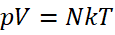 pV = NkT